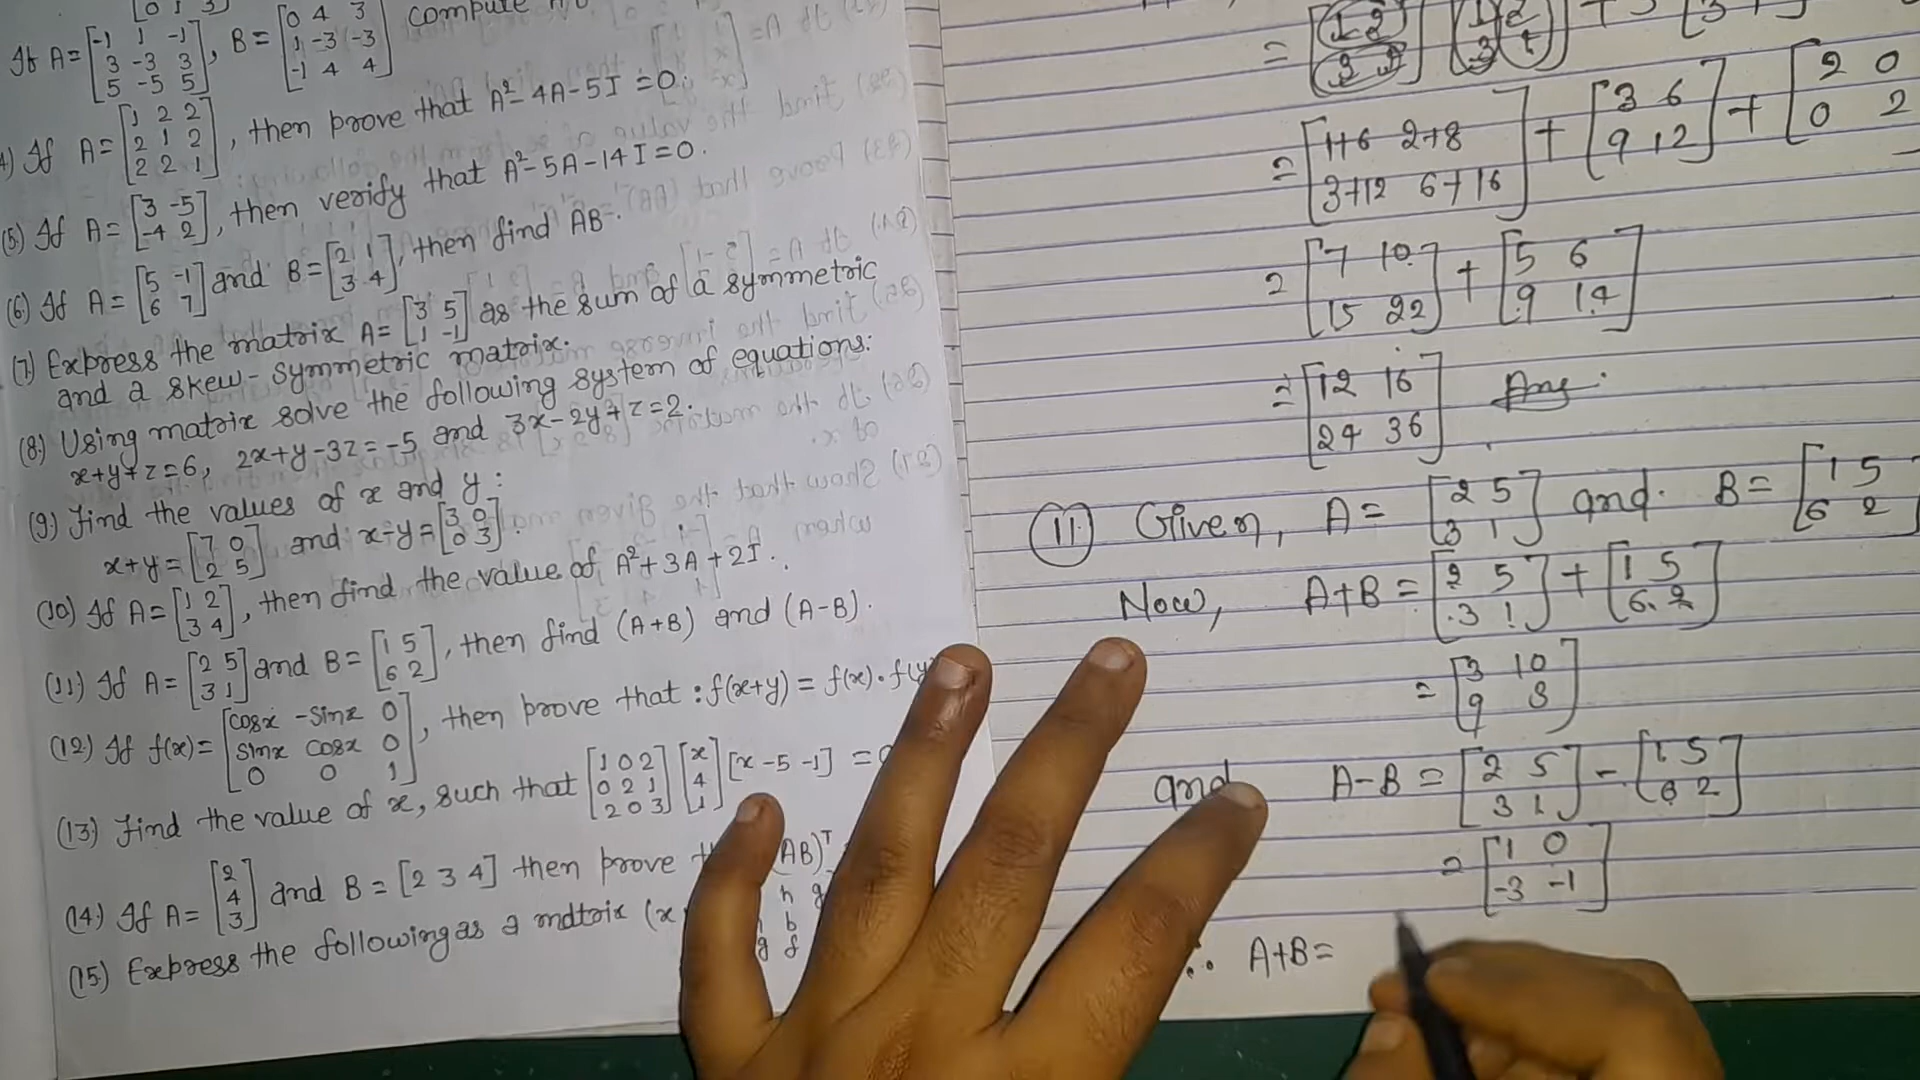 [0 1 3]
If A = [-1 1 -1
3 -3 3
5 -5 5], B = [0 4 3
1 -3 -3
-1 4 4] compute
4) If A = [1 2 2
2 1 2
2 2 1], then prove that A²-4A-5I=0.
(5) If A = [3 -5
-4 2], then verify that A²-5A-14I=0.
(6) If A = [5 -1
6 7] and B = [2 1
3 4], then find AB.
(7) Express the matrix A = [3 5
1 -1] as the sum of a symmetric
and a skew-symmetric matrix.
(8) Using matrix solve the following system of equations:
x+y+z=6, 2x+y-3z=-5 and 3x-2y+z=2.
(9) Find the values of x and y:
x+y = [7 0
2 5] and x-y = [3 0
0 3].
(10) If A = [1 2
3 4], then find the value of A²+3A+2I.
(11) If A = [2 5
3 1] and B = [1 5
6 2], then find (A+B) and (A-B).
(12) If f(x) = [cosx -sinx 0
sinx cosx 0
0 0 1], then prove that : f(x+y) = f(x).f(y
(13) Find the value of x, such that [1 0 2
0 2 1
2 0 3] [x
4
1] [x -5 -1] =
(14) If A = [2
4
3] and B = [2 3 4] then prove (AB)ᵀ
(15) Express the following as a matrix (x
h g
b
g f
= [1+6 2+8
3+12 6+16] + [3 6
9 12] + [2 0
0 2
= [7 10
15 22] + [5 6
9 14]
= [12 16
24 36] Ans.
(11) Given, A = [2 5
3 1] and B = [1 5
6 2
Now, A+B = [2 5
3 1] + [1 5
6 2]
= [3 10
9 3]
and A-B = [2 5
3 1] - [1 5
6 2]
= [1 0
-3 -1]
∴ A+B =